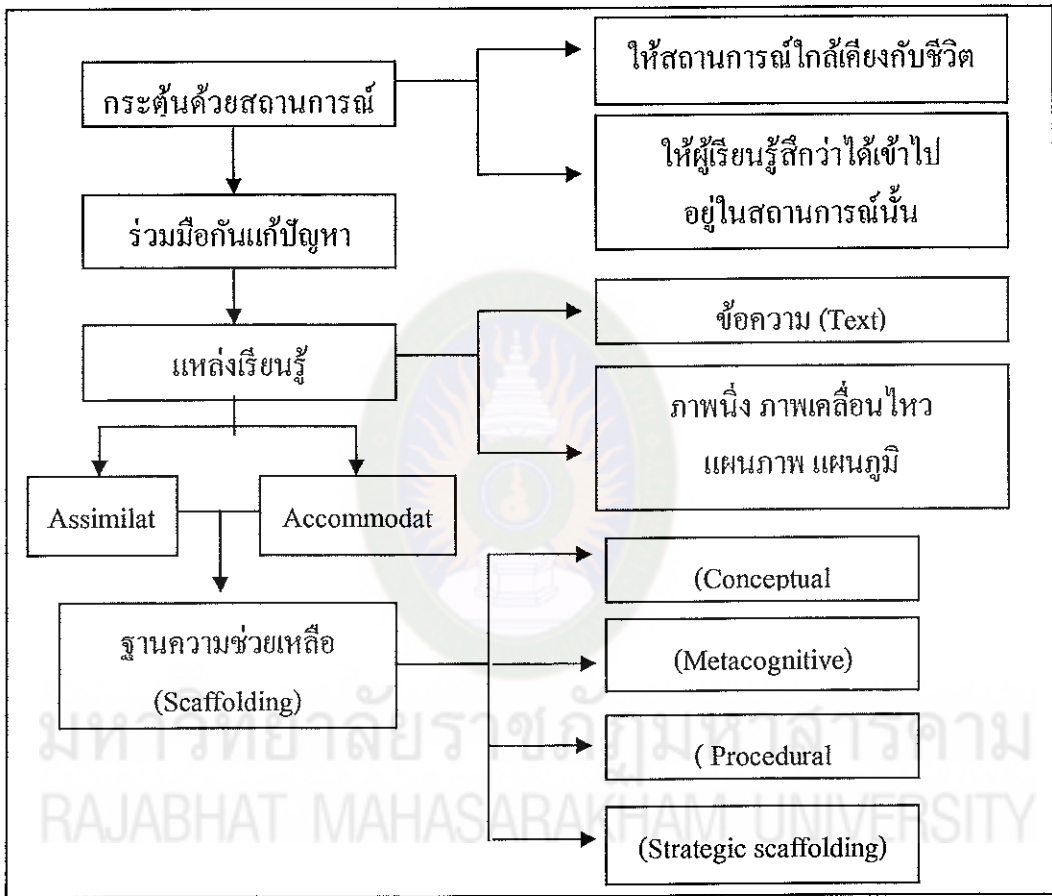 กระตุ้นด้วยสถานการณ์
ให้สถานการณ์ใกล้เคียงกับชีวิต
ให้ผู้เรียนรู้สึกว่าได้เข้าไป
อยู่ในสถานการณ์นั้น
ร่วมมือกันแก้ปัญหา
แหล่งเรียนรู้
ข้อความ (Text)
ภาพนิ่ง ภาพเคลื่อนไหว
แผนภาพ แผนภูมิ
Assimilat
Accommodat
ฐานความช่วยเหลือ
(Scaffolding)
(Conceptual
(Metacognitive)
( Procedural
(Strategic scaffolding)
มหาวิทยาลัยราชภัฏมหาสารคาม
RAJABHAT MAHASARAKHAM UNIVERSITY